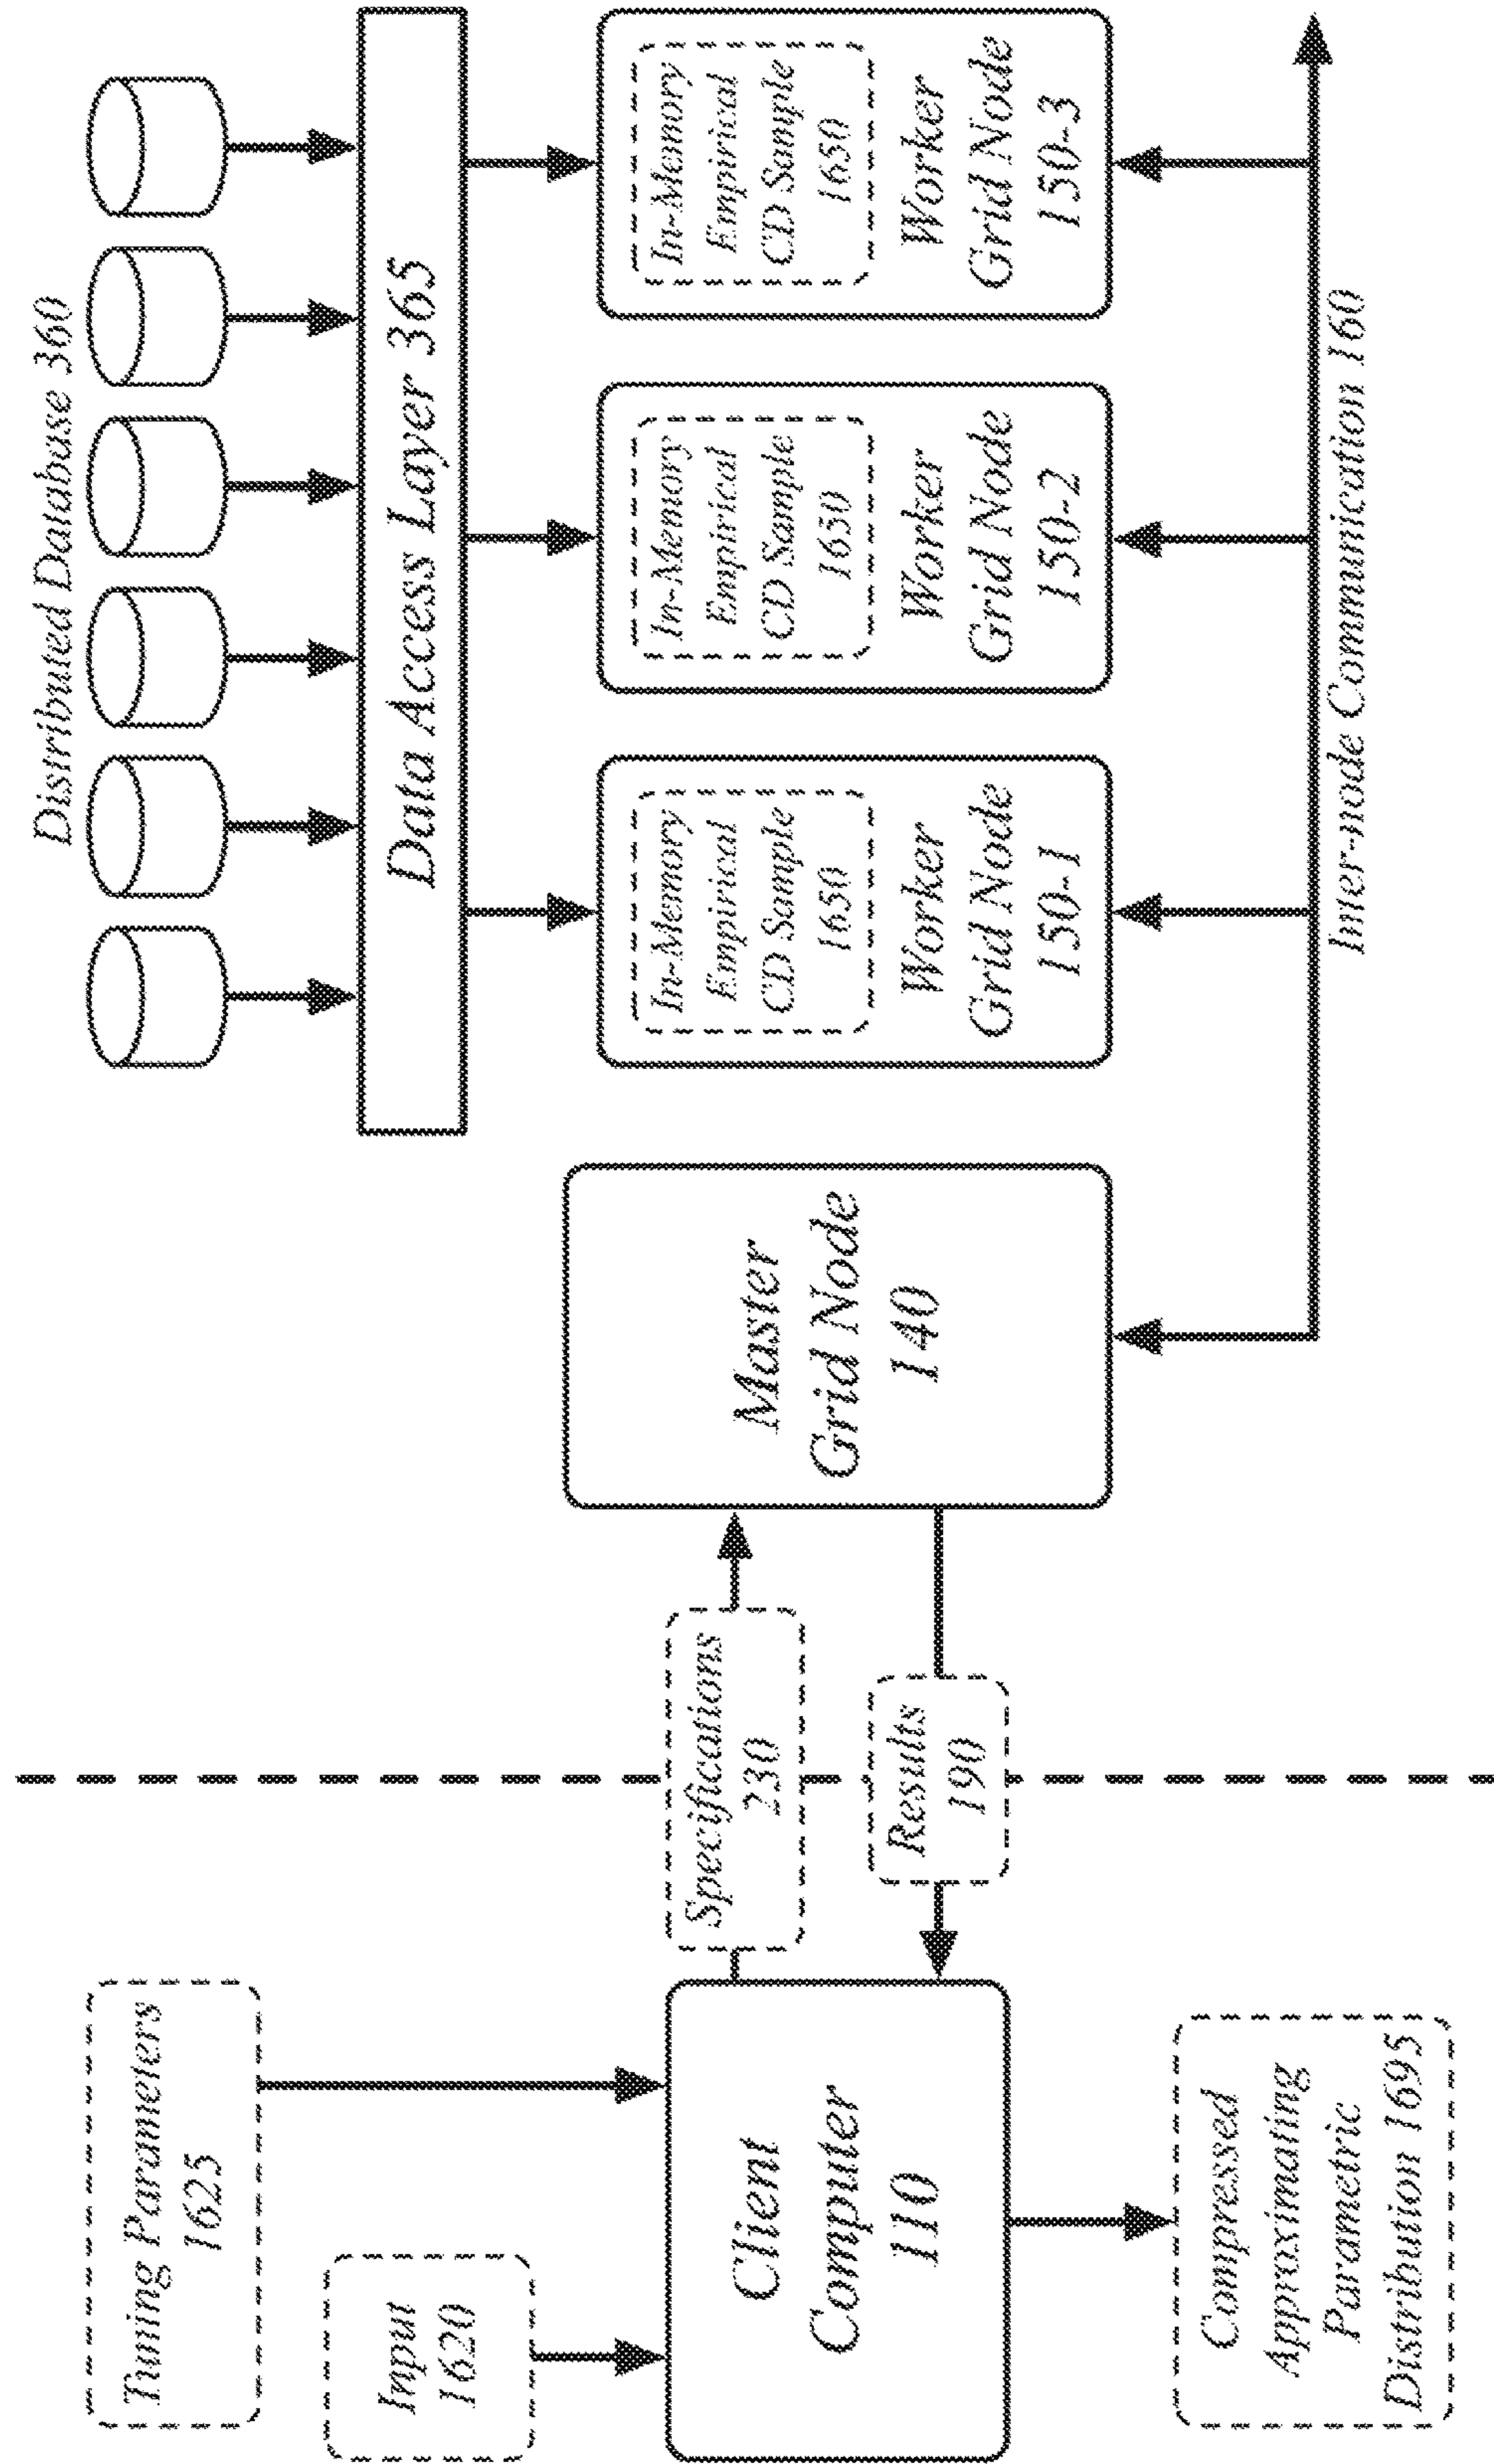 Tuning Parameters
1625
Input
1620
Client
Computer
110
Compressed
Approximating
Parametric
Distribution 1695
Specifications
230
Results
190
Master
Grid Node
140
Distributed Database 360
Data Access Layer 365
In-Memory
Empirical
CD Sample
1650
Worker
Grid Node
150-1
In-Memory
Empirical
CD Sample
1650
Worker
Grid Node
150-2
In-Memory
Empirical
CD Sample
1650
Worker
Grid Node
150-3
Inter-node Communication 160